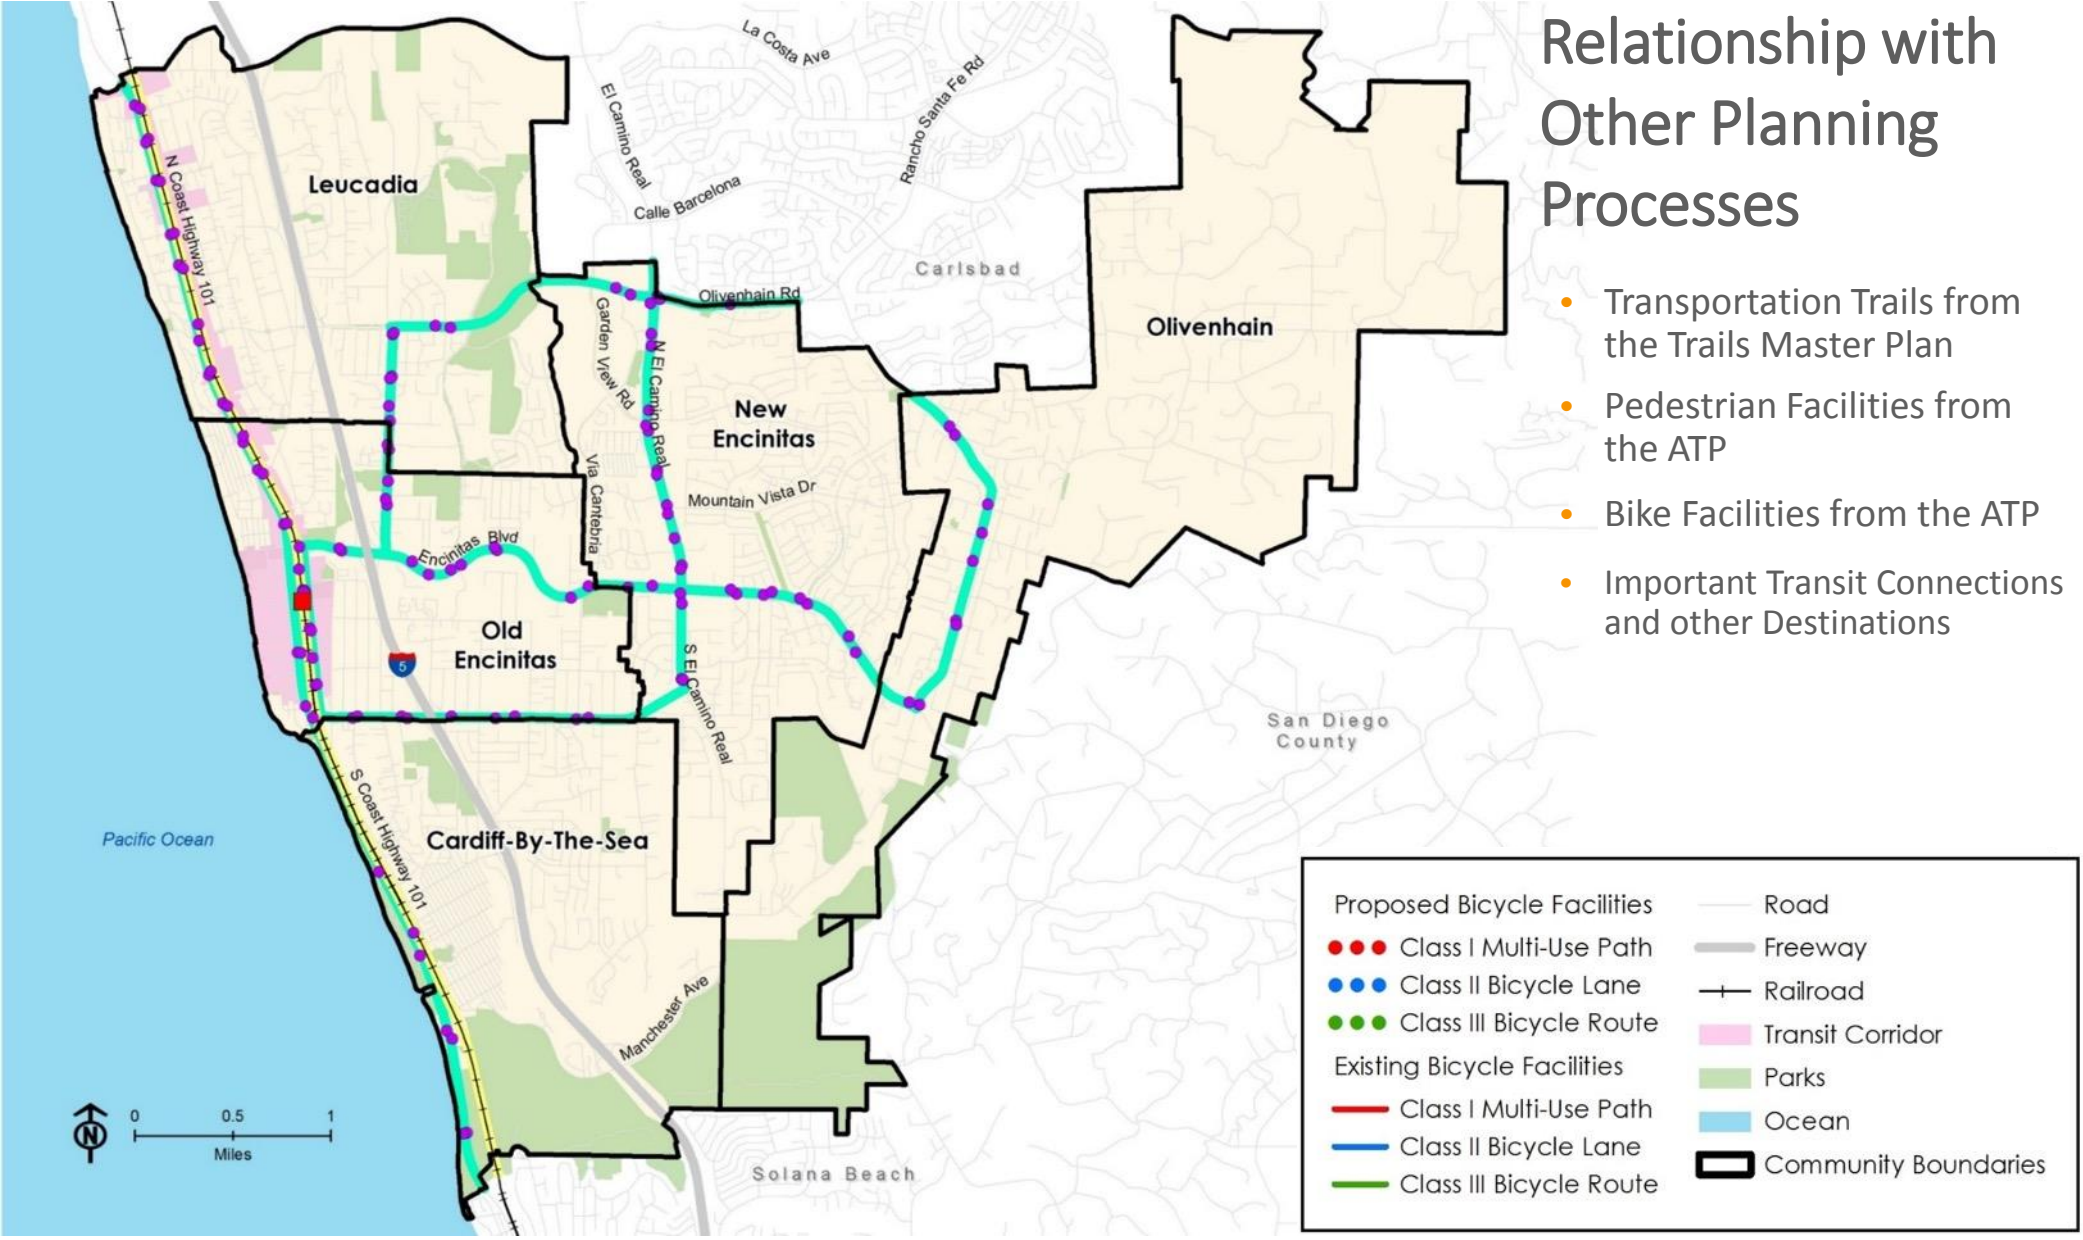 Relationship with
Other Planning
Processes
• Transportation Trails from
the Trails Master Plan
• Pedestrian Facilities from
the ATP
• Bike Facilities from the ATP
• Important Transit Connections
and other Destinations
La Costa Ave
El Camino Real
Rancho Santa Fe Rd
Calle Barcelona
N Coast Highway 101
Leucadia
Carlsbad
Olivenhain Rd
Olivenhain
Garden View Rd
N El Camino Real
New
Encinitas
Via Cantebria
Mountain Vista Dr
Encinitas Blvd
Old
Encinitas
5
S El Camino Real
San Diego
County
S Coast Highway 101
Pacific Ocean
Cardiff-By-The-Sea
Manchester Ave
Solana Beach
N
0 0.5 1
Miles
Proposed Bicycle Facilities
Class I Multi-Use Path
Class II Bicycle Lane
Class III Bicycle Route
Existing Bicycle Facilities
Class I Multi-Use Path
Class II Bicycle Lane
Class III Bicycle Route
Road
Freeway
Railroad
Transit Corridor
Parks
Ocean
Community Boundaries